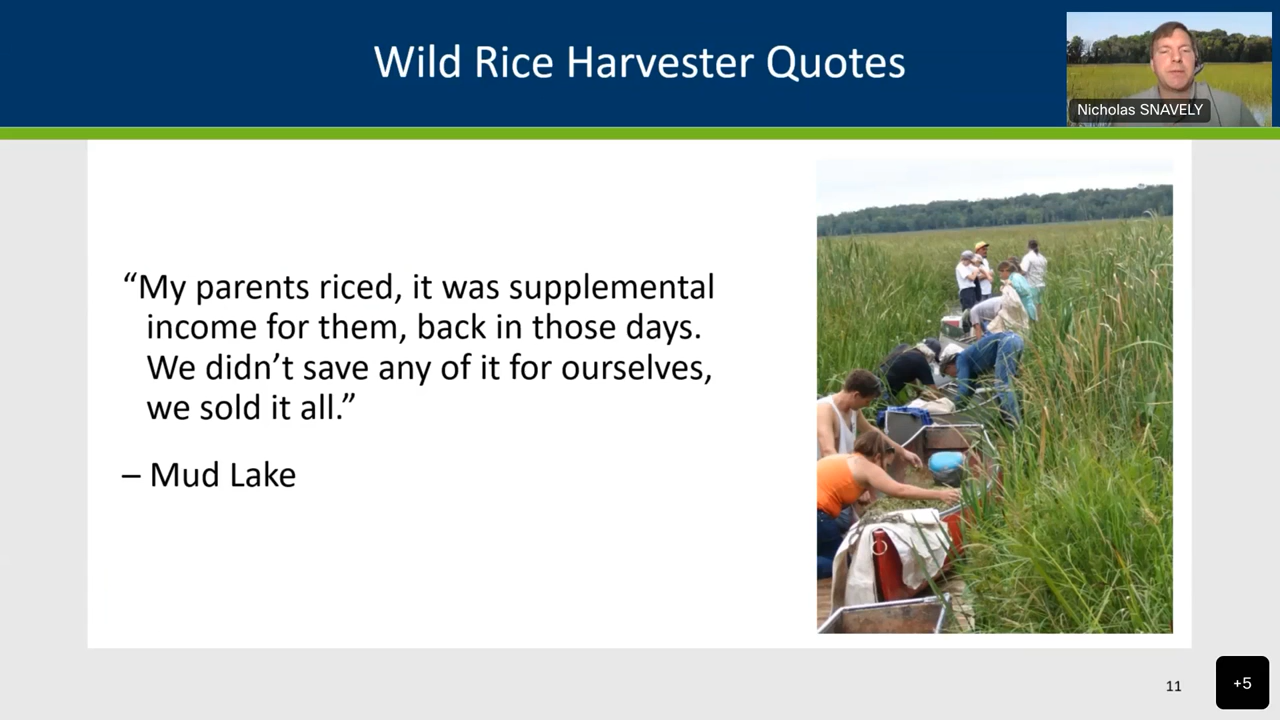 Wild Rice Harvester Quotes
Nicholas SNAVELY
“My parents riced, it was supplemental
income for them, back in those days.
We didn’t save any of it for ourselves,
we sold it all.”
– Mud Lake
11
+5